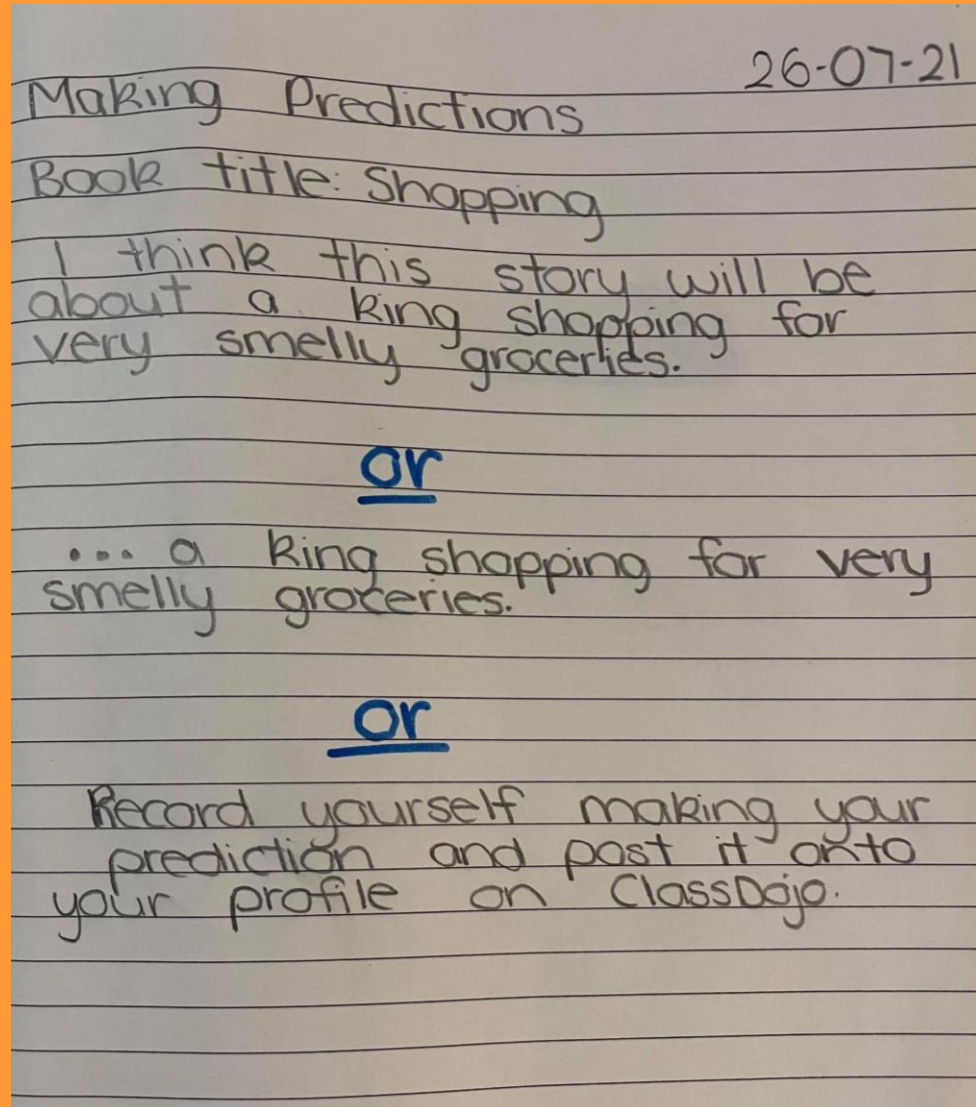 26-07-21
Making Predictions
Book title: Shopping
I think this story will be
about a king shopping for
very smelly groceries.
or
... a king shopping for very
smelly groceries.
or
Record yourself making your
prediction and post it onto
your profile on ClassDojo.